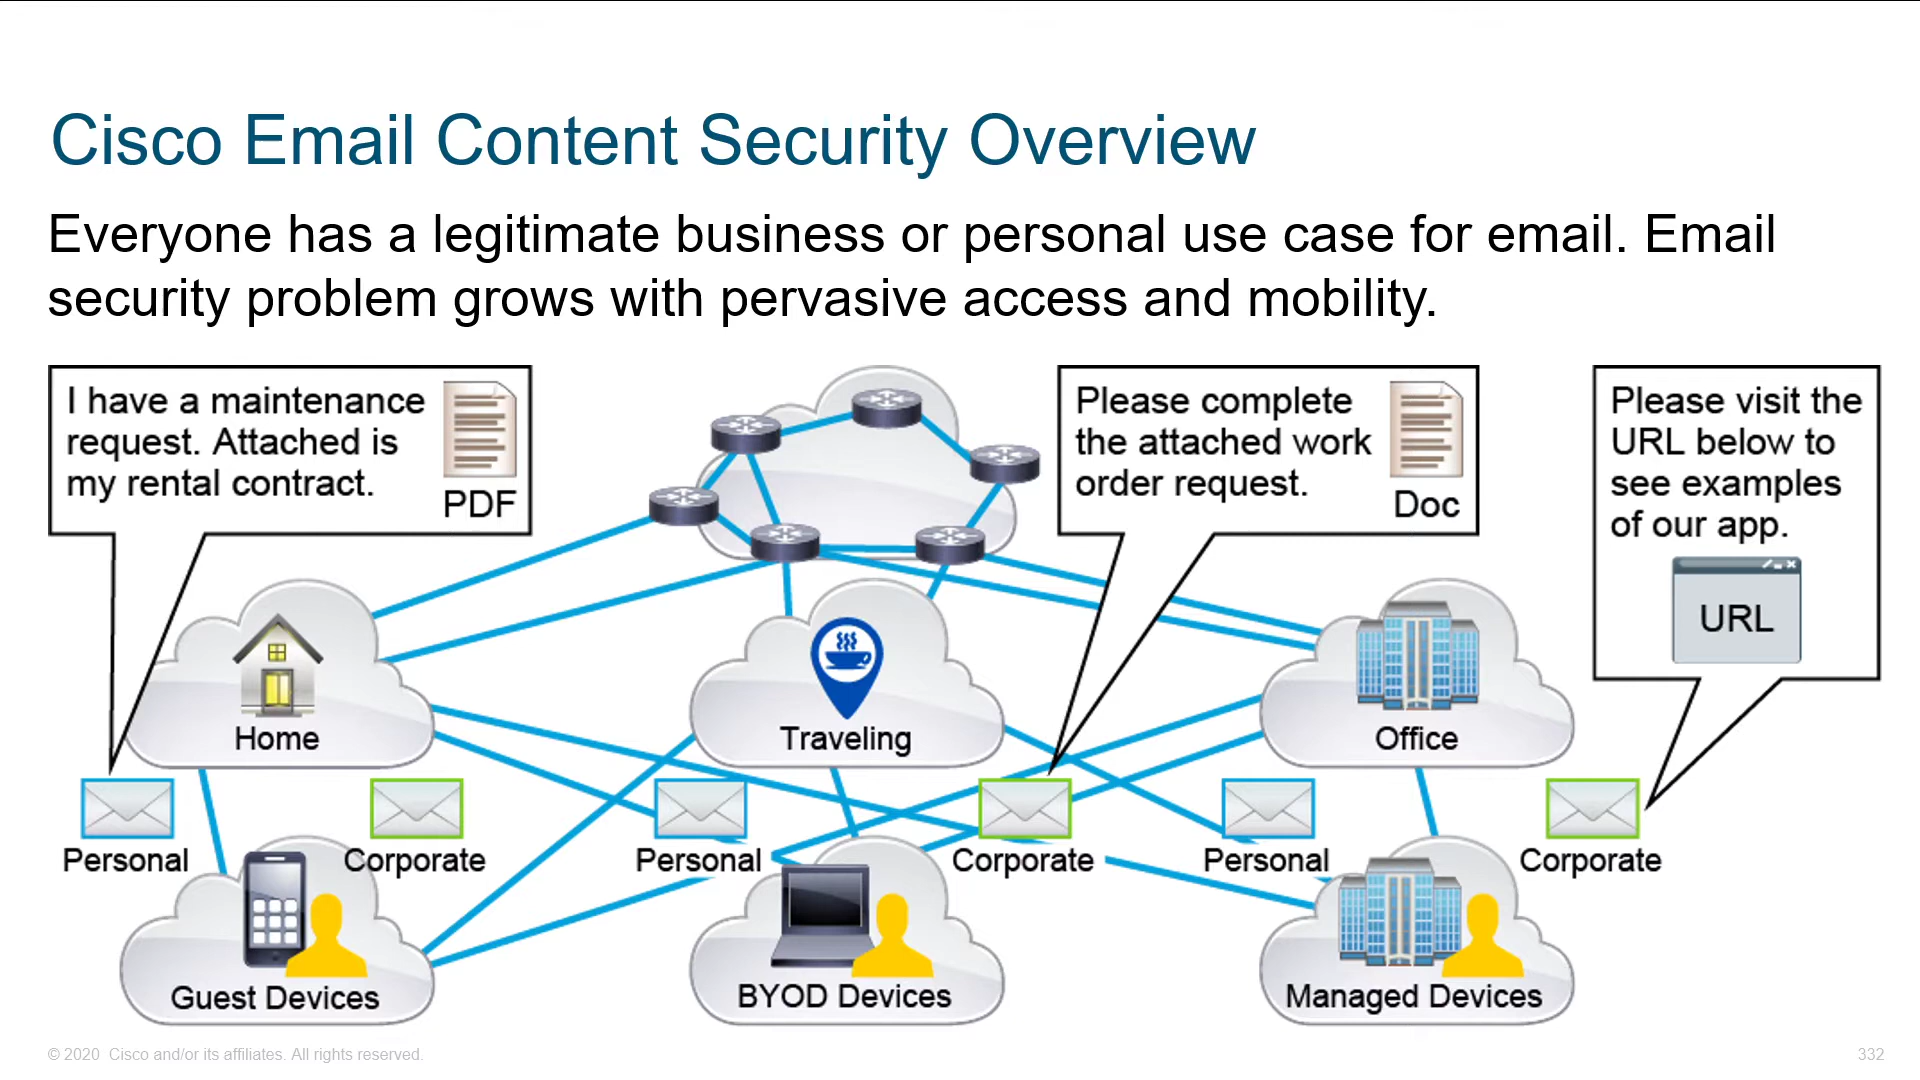 Cisco Email Content Security Overview
Everyone has a legitimate business or personal use case for email. Email
security problem grows with pervasive access and mobility.
I have a maintenance
request. Attached is
my rental contract.
PDF
Please complete
the attached work
order request.
Doc
Please visit the
URL below to
see examples
of our app.
URL
Home
Traveling
Office
Personal
Corporate
Personal
Corporate
Personal
Corporate
Guest Devices
BYOD Devices
Managed Devices
© 2020 Cisco and/or its affiliates. All rights reserved.
332